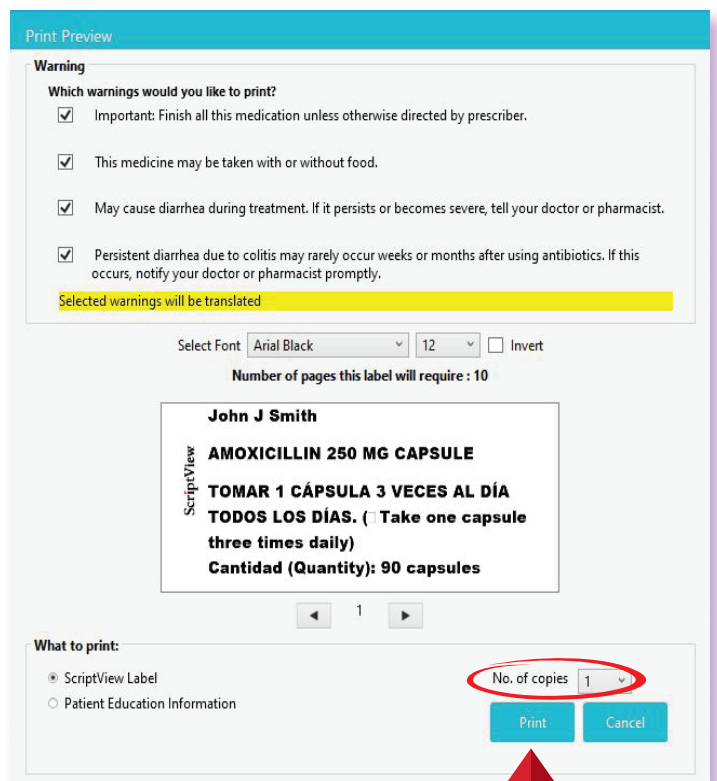 Print Preview
Warning
Which warnings would you like to print?
Important: Finish all this medication unless otherwise directed by prescriber.
This medicine may be taken with or without food.
May cause diarrhea during treatment. If it persists or becomes severe, tell your doctor or pharmacist.
Persistent diarrhea due to colitis may rarely occur weeks or months after using antibiotics. If this
occurs, notify your doctor or pharmacist promptly.
Selected warnings will be translated
Select Font Arial Black 12 Invert
Number of pages this label will require : 10
ScriptView
John J Smith
AMOXICILLIN 250 MG CAPSULE
TOMAR 1 CÁPSULA 3 VECES AL DÍA
TODOS LOS DÍAS. (□ Take one capsule
three times daily)
Cantidad (Quantity): 90 capsules
1
What to print:
ScriptView Label
Patient Education Information
No. of copies 1
Print Cancel